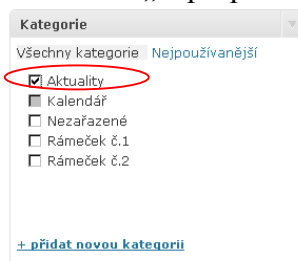 Kategorie
Všechny kategorie Nejpoužívanější
Aktuality
Kalendář
Nezařazené
Rámeček č.1
Rámeček č.2
+ přidat novou kategorii